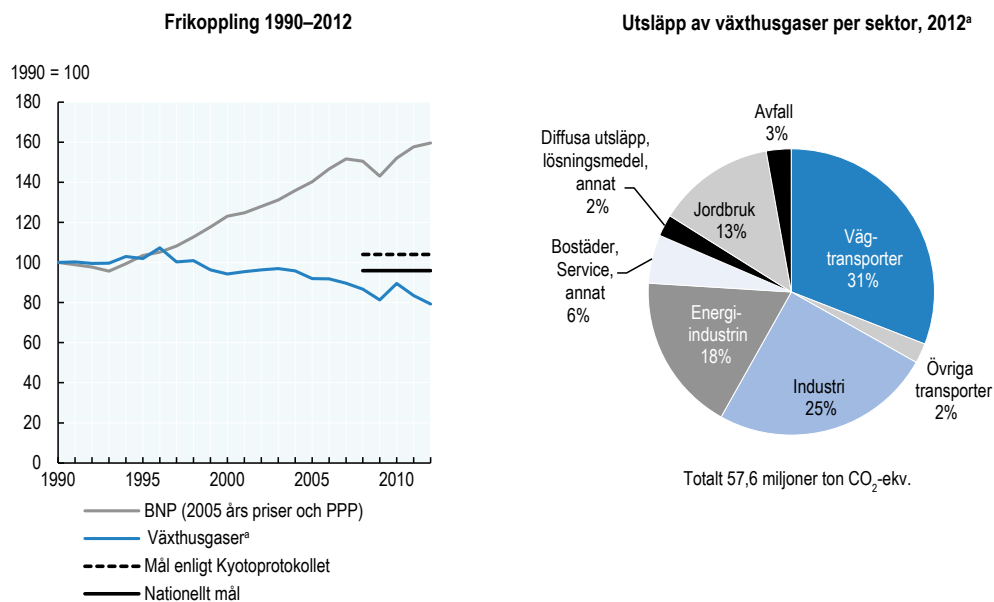 Frikoppling 1990–2012
1990 = 100
180
160
140
120
100
80
60
40
20
0
1990
1995
2000
2005
2010
BNP (2005 års priser och PPP)
Växthusgaserᵃ
Mål enligt Kyotoprotokollet
Nationellt mål
Utsläpp av växthusgaser per sektor, 2012ᵃ
Avfall
3%
Diffusa utsläpp,
lösningsmedel,
annat
2%
Jordbruk
13%
Väg-
transporter
31%
Bostäder,
Service,
annat
6%
Energi-
industrin
18%
Industri
25%
Övriga
transporter
2%
Totalt 57,6 miljoner ton CO₂-ekv.